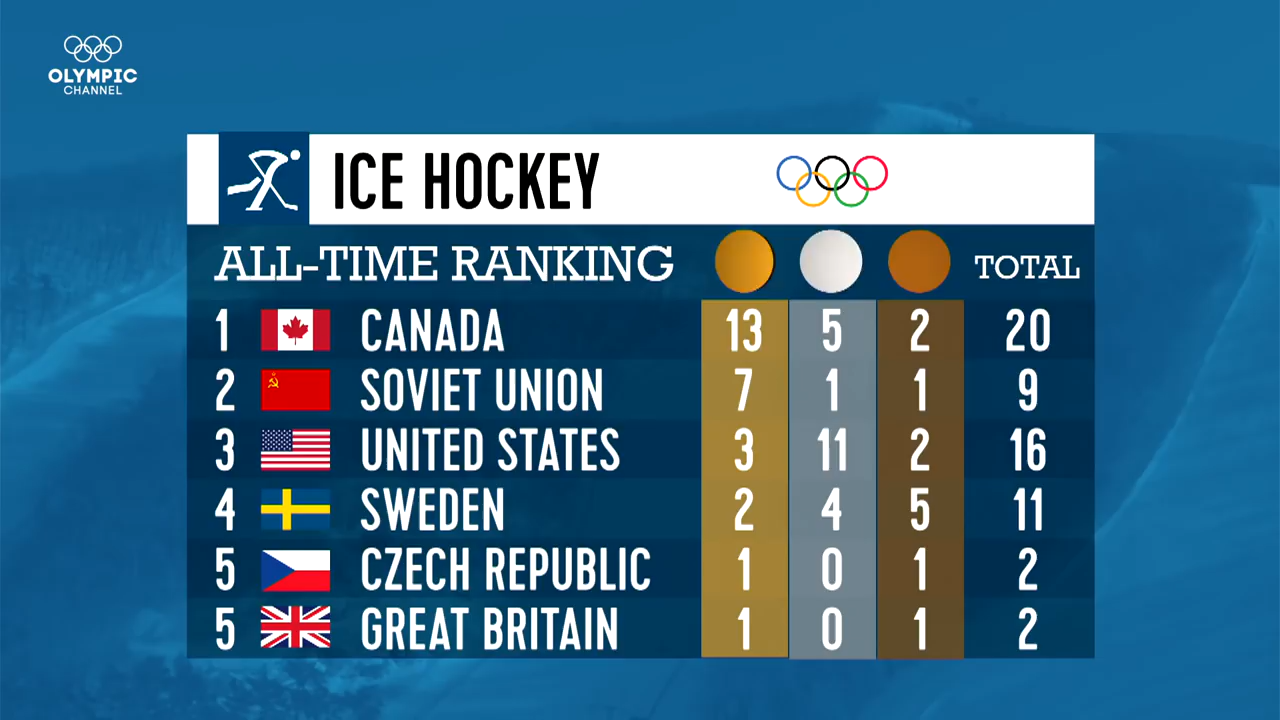 OLYMPIC
CHANNEL
ICE HOCKEY
ALL-TIME RANKING TOTAL
1 CANADA 13 5 2 20
2 SOVIET UNION 7 1 1 9
3 UNITED STATES 3 11 2 16
4 SWEDEN 2 4 5 11
5 CZECH REPUBLIC 1 0 1 2
5 GREAT BRITAIN 1 0 1 2